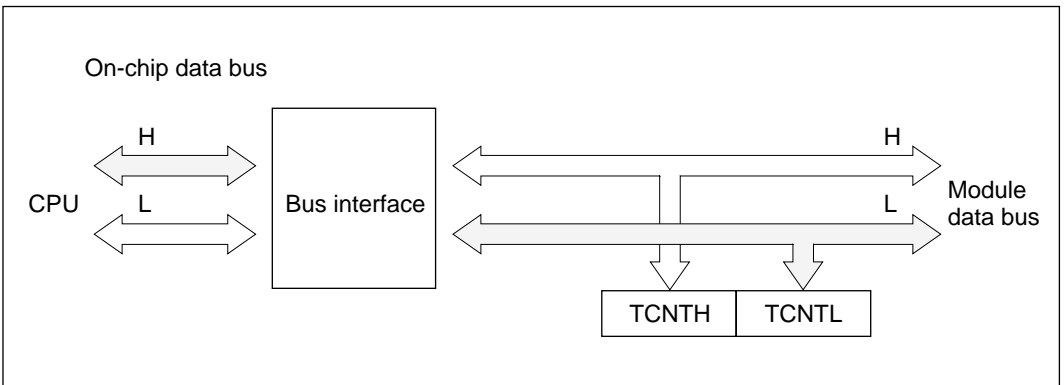 On-chip data bus
H
H
CPU
L
Bus interface
L
Module
data bus
TCNTH
TCNTL